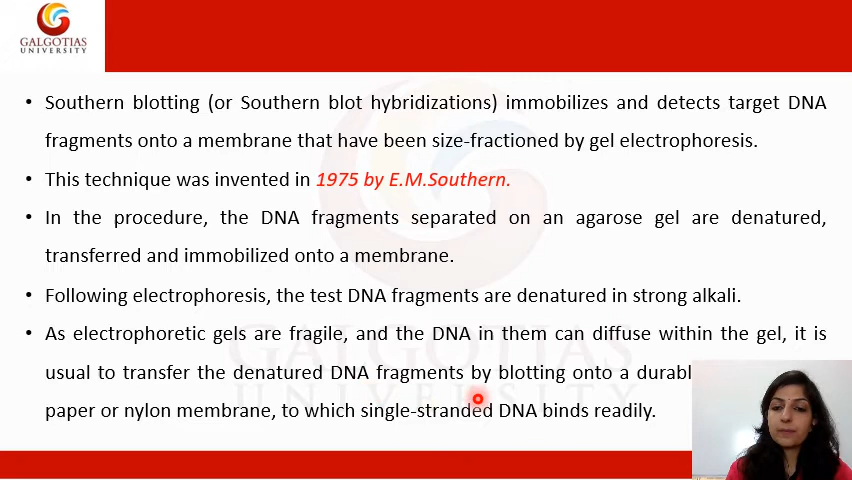 GALGOTIAS
UNIVERSITY
• Southern blotting (or Southern blot hybridizations) immobilizes and detects target DNA
fragments onto a membrane that have been size-fractioned by gel electrophoresis.
• This technique was invented in 1975 by E.M.Southern.
• In the procedure, the DNA fragments separated on an agarose gel are denatured,
transferred and immobilized onto a membrane.
• Following electrophoresis, the test DNA fragments are denatured in strong alkali.
• As electrophoretic gels are fragile, and the DNA in them can diffuse within the gel, it is
usual to transfer the denatured DNA fragments by blotting onto a durabl
paper or nylon membrane, to which single-stranded DNA binds readily.
GALGOTIAS
UNIVERSITY